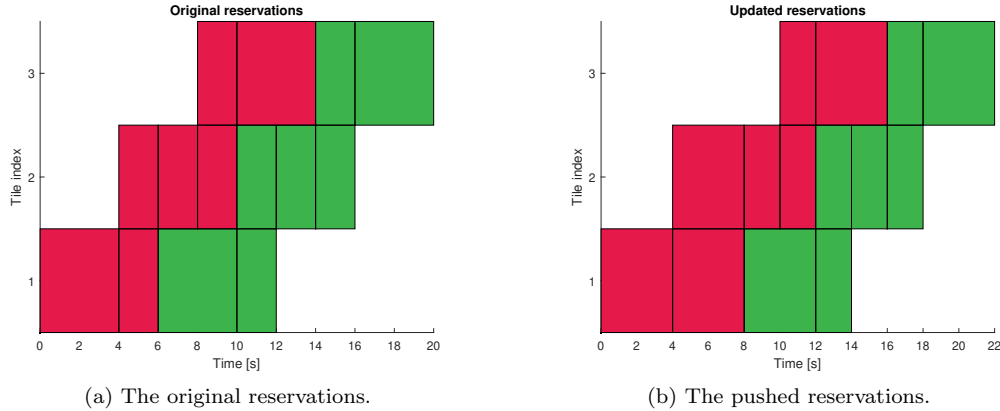 Original reservations
3
2
1
Tile index
0 2 4 6 8 10 12 14 16 18 20
Time [s]
(a) The original reservations.
Updated reservations
3
2
1
Tile index
0 2 4 6 8 10 12 14 16 18 20 22
Time [s]
(b) The pushed reservations.